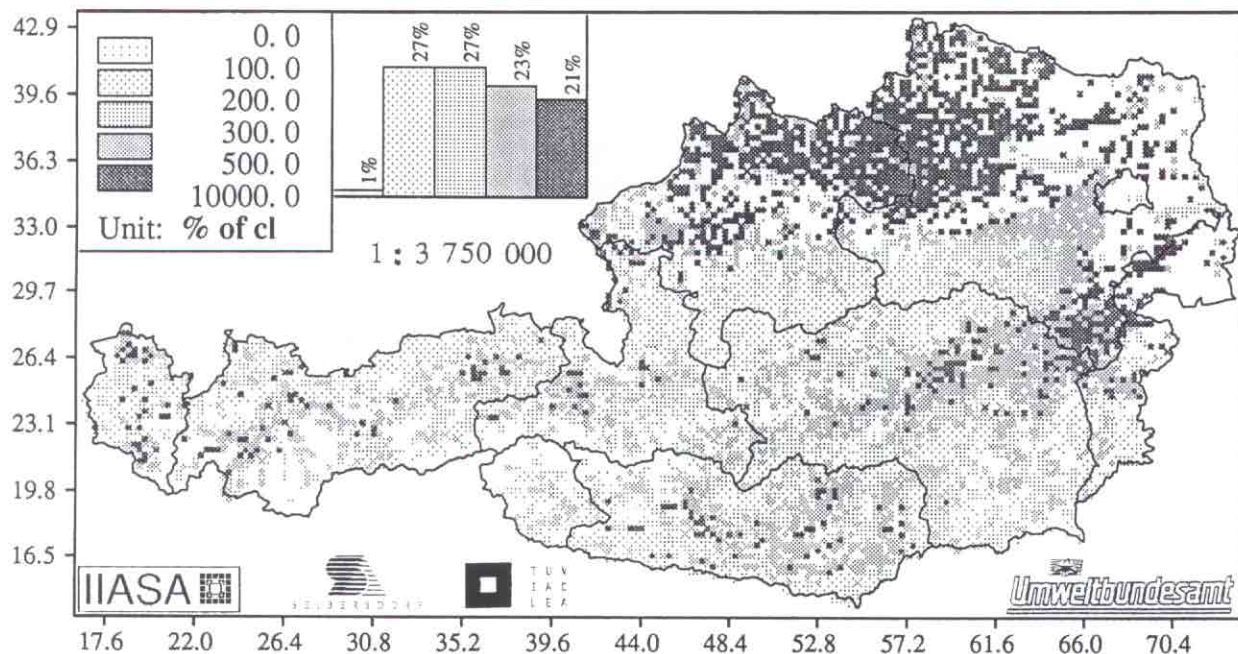 42.9
39.6
36.3
33.0
29.7
26.4
23.1
19.8
16.5
0. 0
100. 0
200. 0
300. 0
500. 0
10000. 0
Unit: % of cl
1%
27%
27%
23%
21%
1 : 3 750 000
IIASA
SEIBERSDORF
T U W
I A C
L E A
Umweltbundesamt
17.6 22.0 26.4 30.8 35.2 39.6 44.0 48.4 52.8 57.2 61.6 66.0 70.4